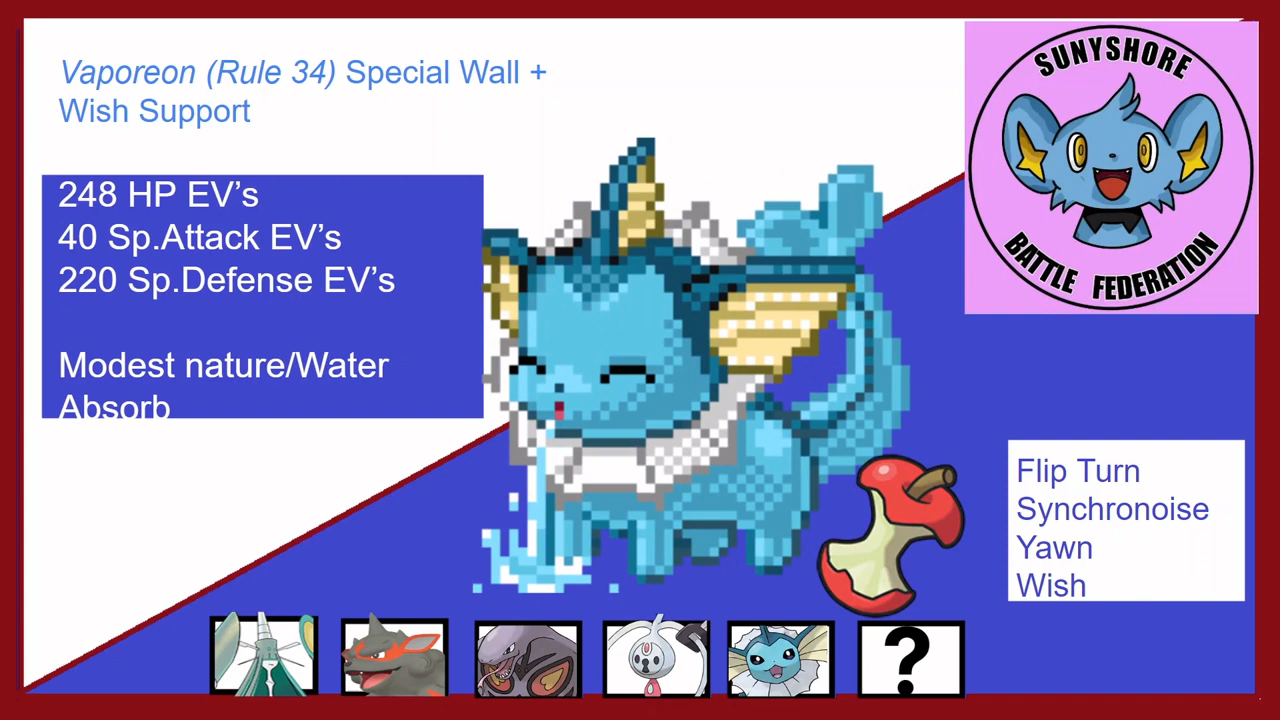 Vaporeon (Rule 34) Special Wall +
Wish Support
SUNYSHORE
BATTLE FEDERATION
248 HP EV’s
40 Sp.Attack EV’s
220 Sp.Defense EV’s
Modest nature/Water
Absorb
Flip Turn
Synchronoise
Yawn
Wish
?